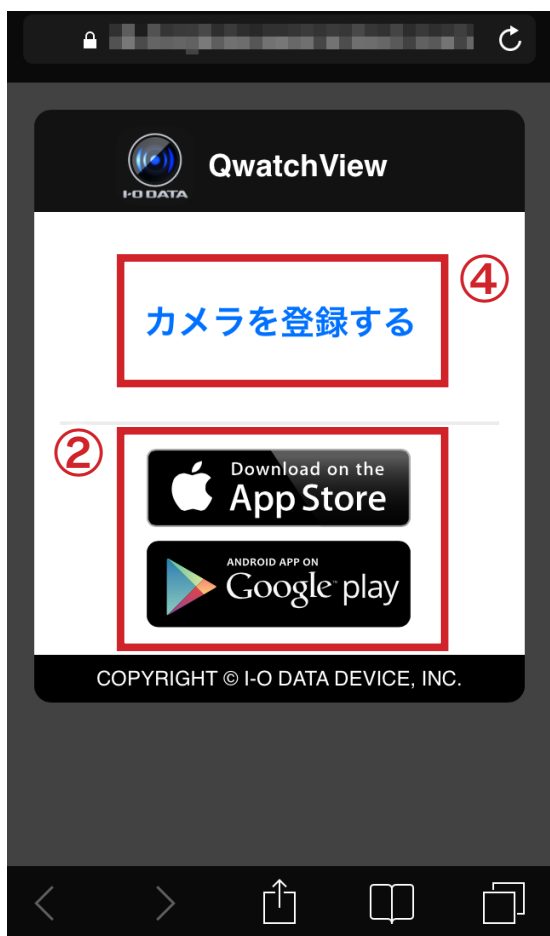 I-O DATA
QwatchView
④
カメラを登録する
②
Download on the
App Store
ANDROID APP ON
Google play
COPYRIGHT © I-O DATA DEVICE, INC.